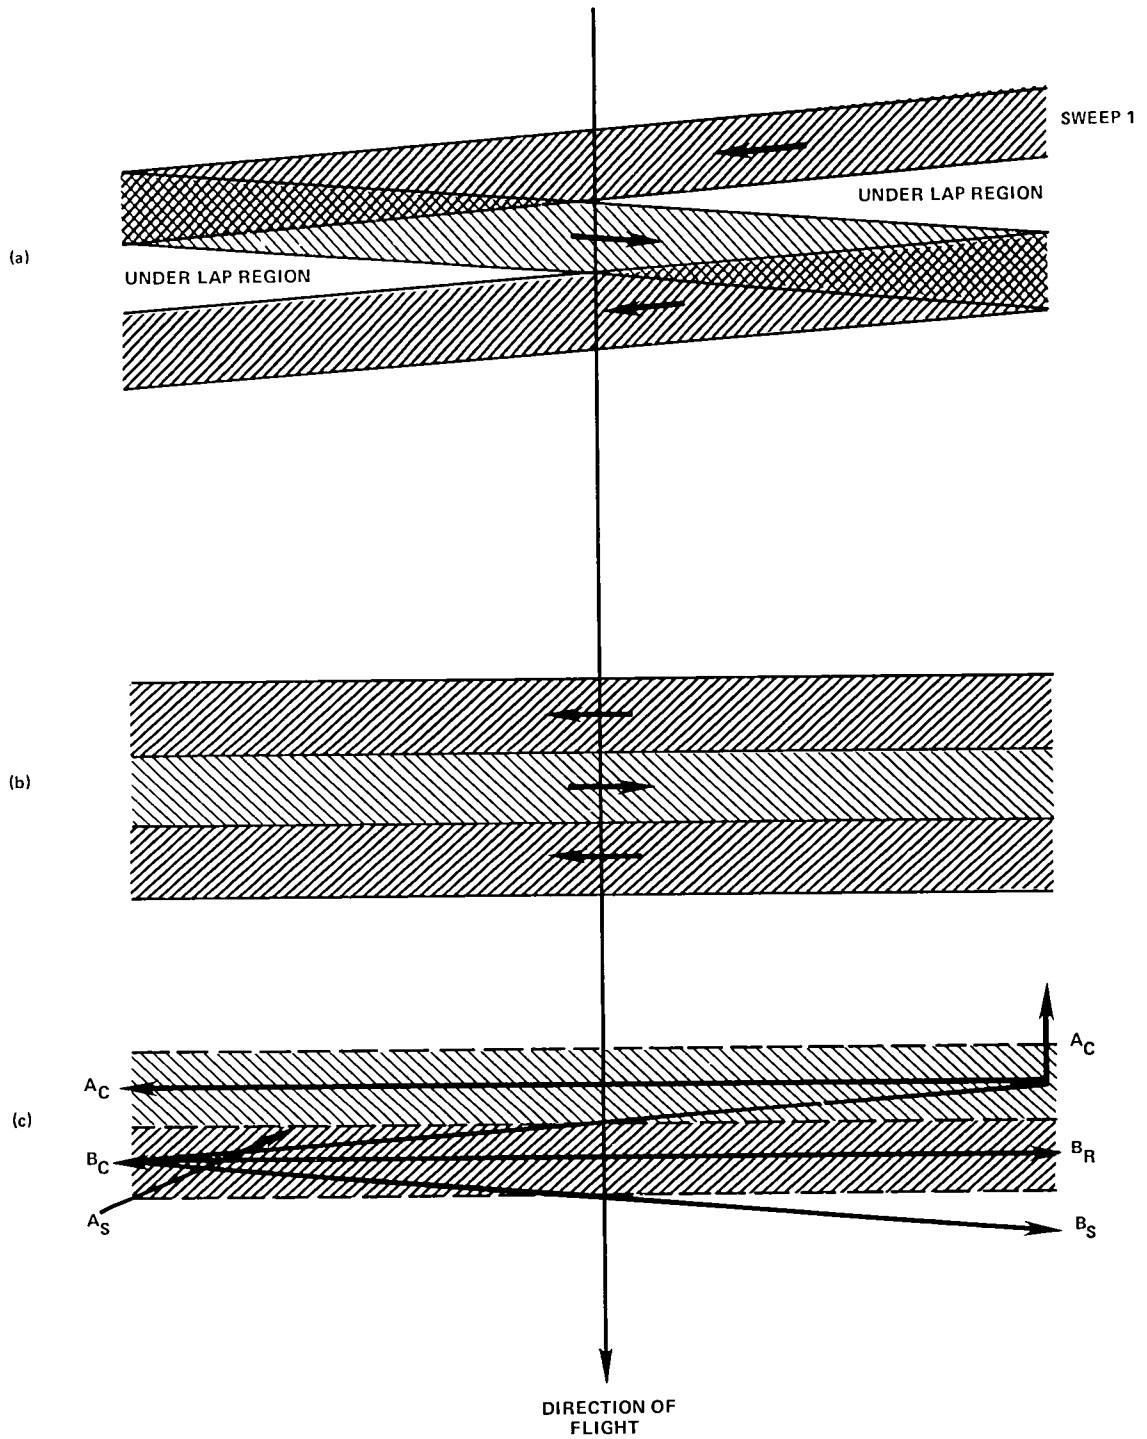 SWEEP 1
UNDER LAP REGION
(a)
UNDER LAP REGION
(b)
A_C
A_C
(c)
B_C
B_R
A_S
B_S
DIRECTION OF
FLIGHT